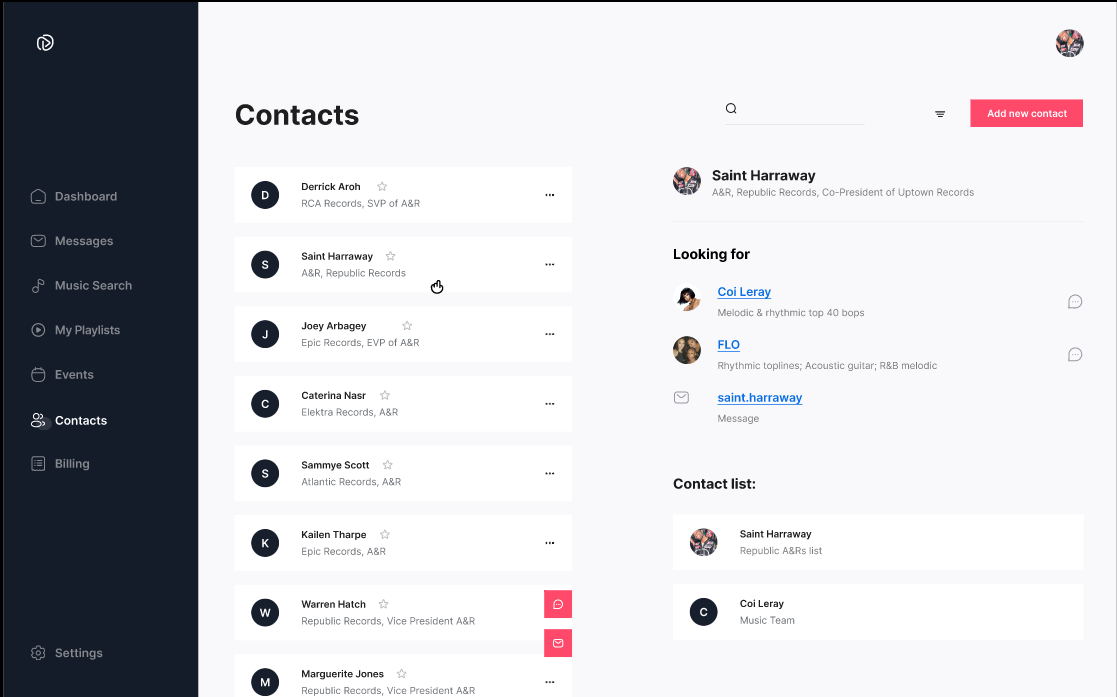 Contacts
Add new contact
Dashboard
Messages
Music Search
My Playlists
Events
Contacts
Billing
Settings
D
Derrick Aroh
RCA Records, SVP of A&R
S
Saint Harraway
A&R, Republic Records
J
Joey Arbagey
Epic Records, EVP of A&R
C
Caterina Nasr
Elektra Records, A&R
S
Sammye Scott
Atlantic Records, A&R
K
Kailen Tharpe
Epic Records, A&R
W
Warren Hatch
Republic Records, Vice President A&R
M
Marguerite Jones
Republic Records, Vice President A&R
Saint Harraway
A&R, Republic Records, Co-President of Uptown Records
Looking for
Coi Leray
Melodic & rhythmic top 40 bops
FLO
Rhythmic toplines; Acoustic guitar; R&B melodic
saint.harraway
Message
Contact list:
Saint Harraway
Republic A&Rs list
C
Coi Leray
Music Team